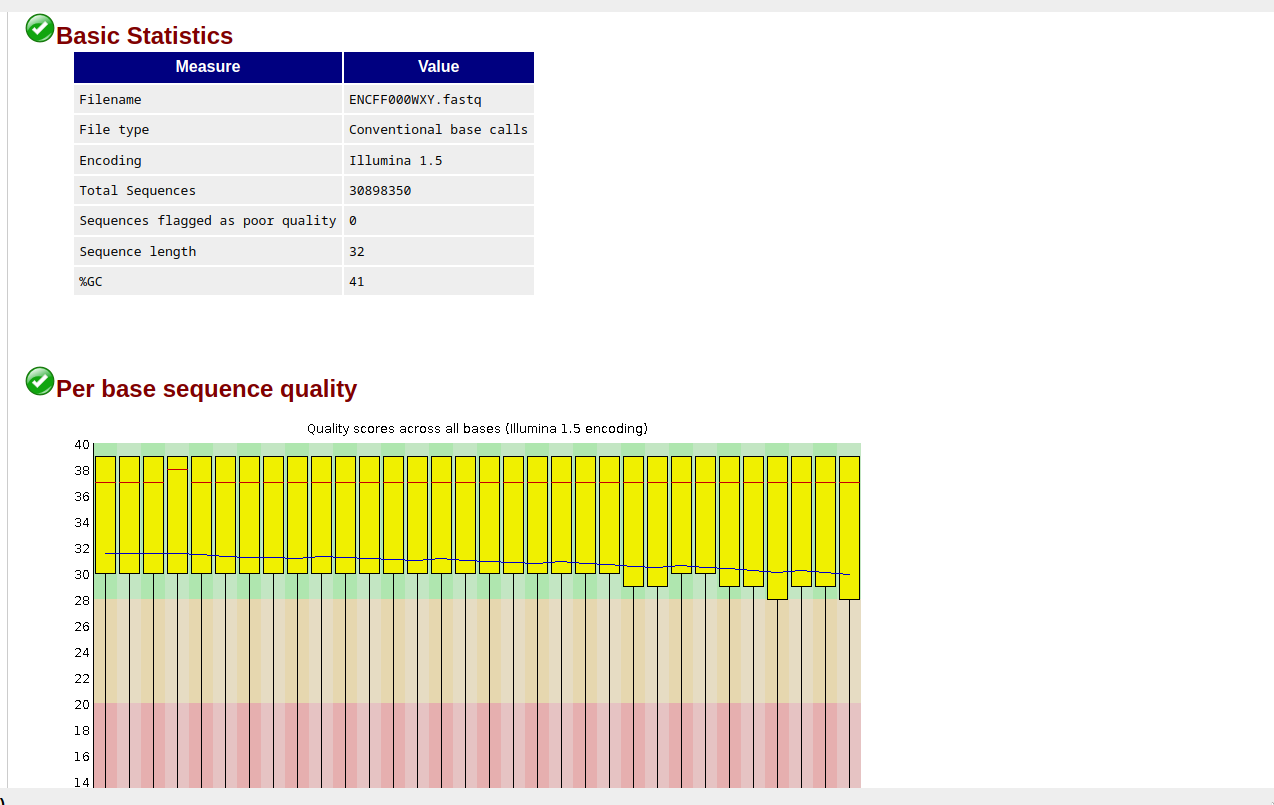 Basic Statistics
Measure Value
Filename ENCFF000WXY.fastq
File type Conventional base calls
Encoding Illumina 1.5
Total Sequences 30898350
Sequences flagged as poor quality 0
Sequence length 32
%GC 41
Per base sequence quality
Quality scores across all bases (Illumina 1.5 encoding)
40
38
36
34
32
30
28
26
24
22
20
18
16
14